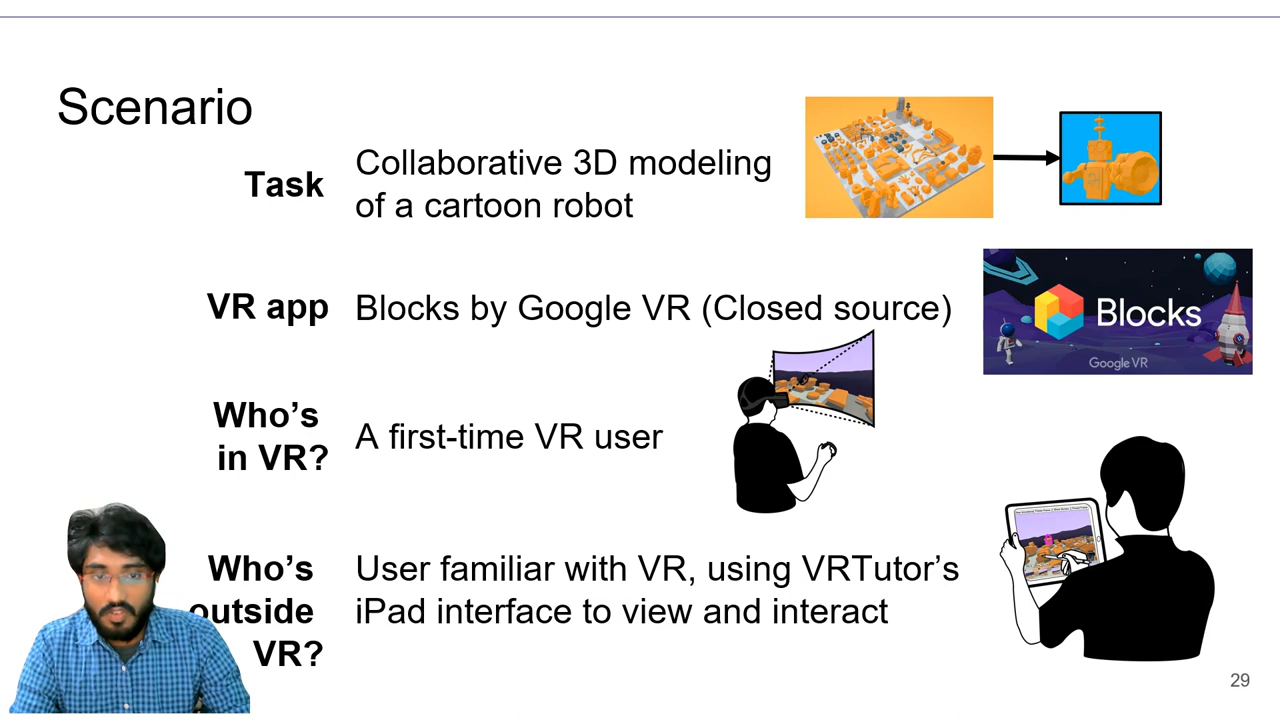 Scenario
Task
Collaborative 3D modeling
of a cartoon robot
VR app
Blocks by Google VR (Closed source)
Blocks
Google VR
Who's
in VR?
A first-time VR user
Who's
outside
VR?
User familiar with VR, using VRTutor's
iPad interface to view and interact
29